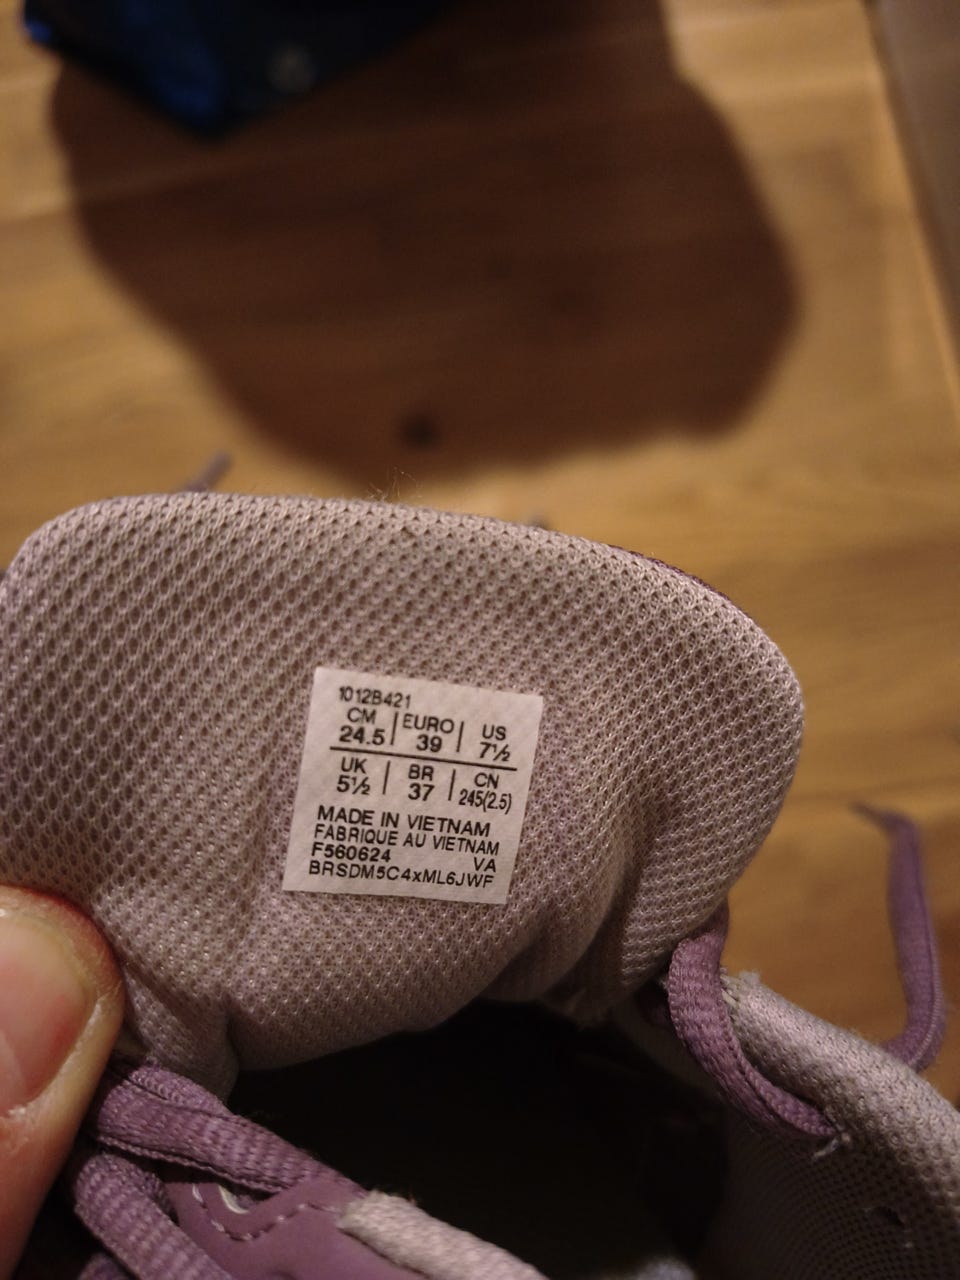 1012B421
CM | EURO | US
24.5 | 39 | 7½
UK | BR | CN
5½ | 37 | 245(2.5)
MADE IN VIETNAM
FABRIQUE AU VIETNAM
F560624 VA
BRSDM5C4xML6JWF